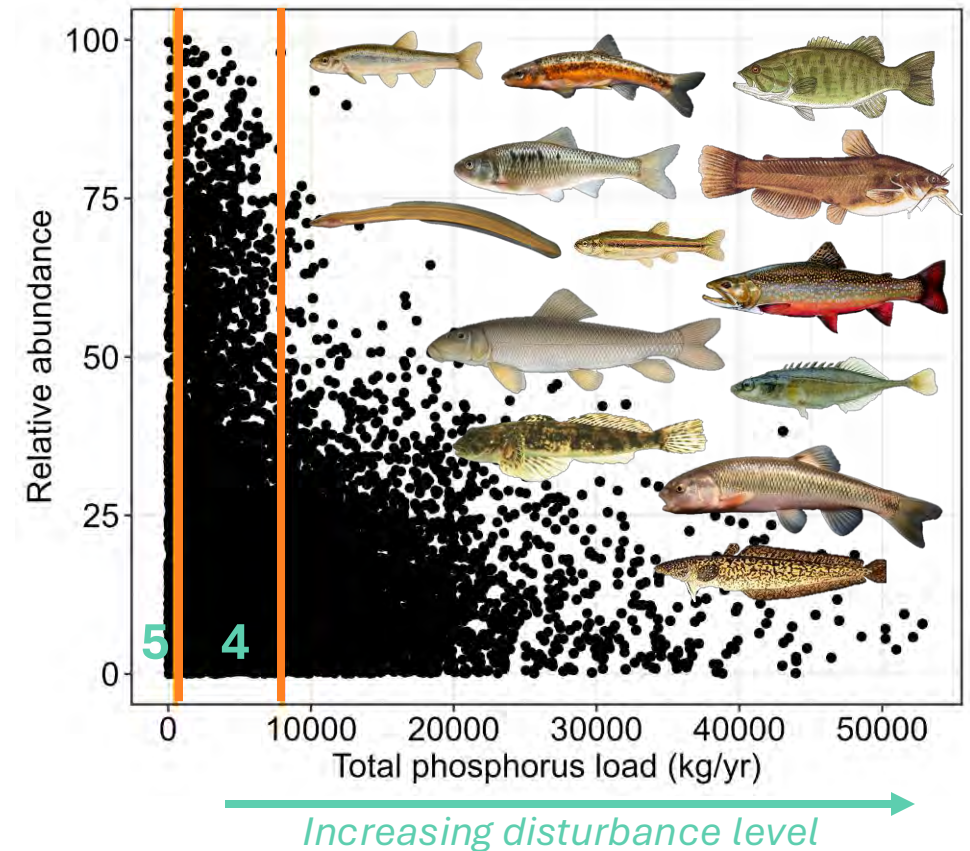 Relative abundance
100
75
50
25
0
5 4
0 10000 20000 30000 40000 50000
Total phosphorus load (kg/yr)
Increasing disturbance level